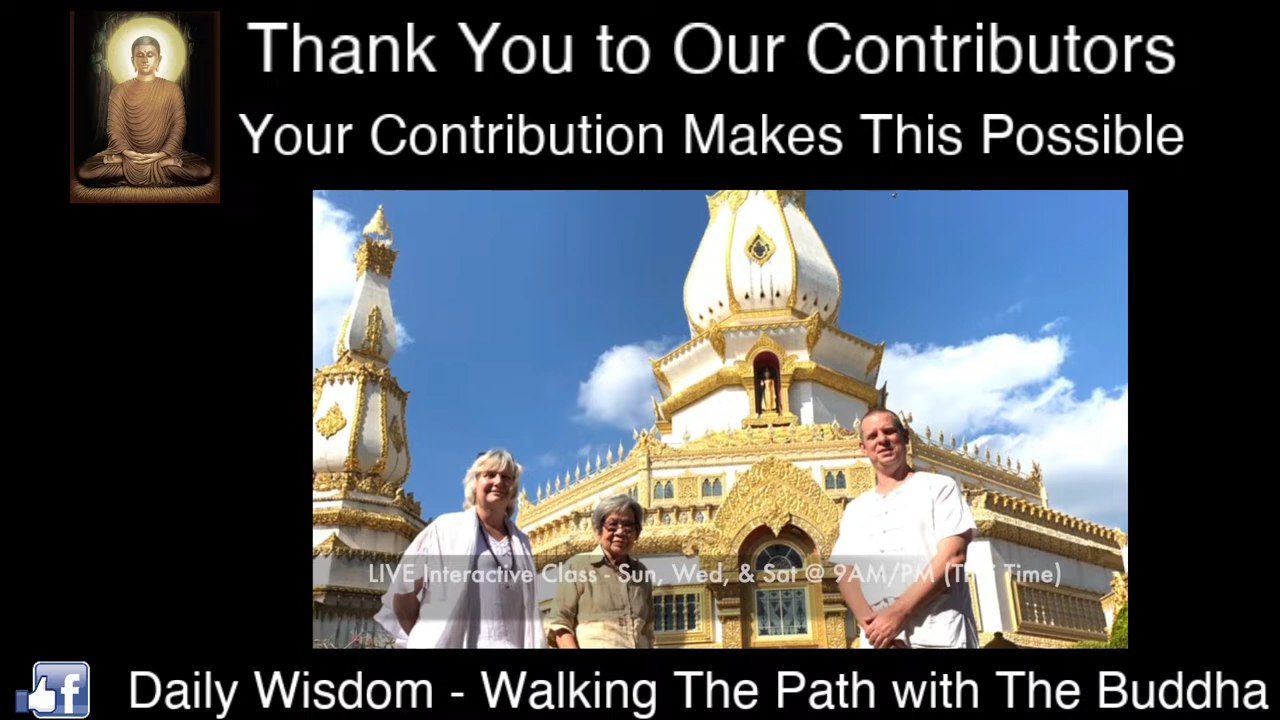 Thank You to Our Contributors
Your Contribution Makes This Possible
LIVE Interactive Class - Sun, Wed, & Sat @ 9AM/PM (Thai Time)
f
Daily Wisdom - Walking The Path with The Buddha